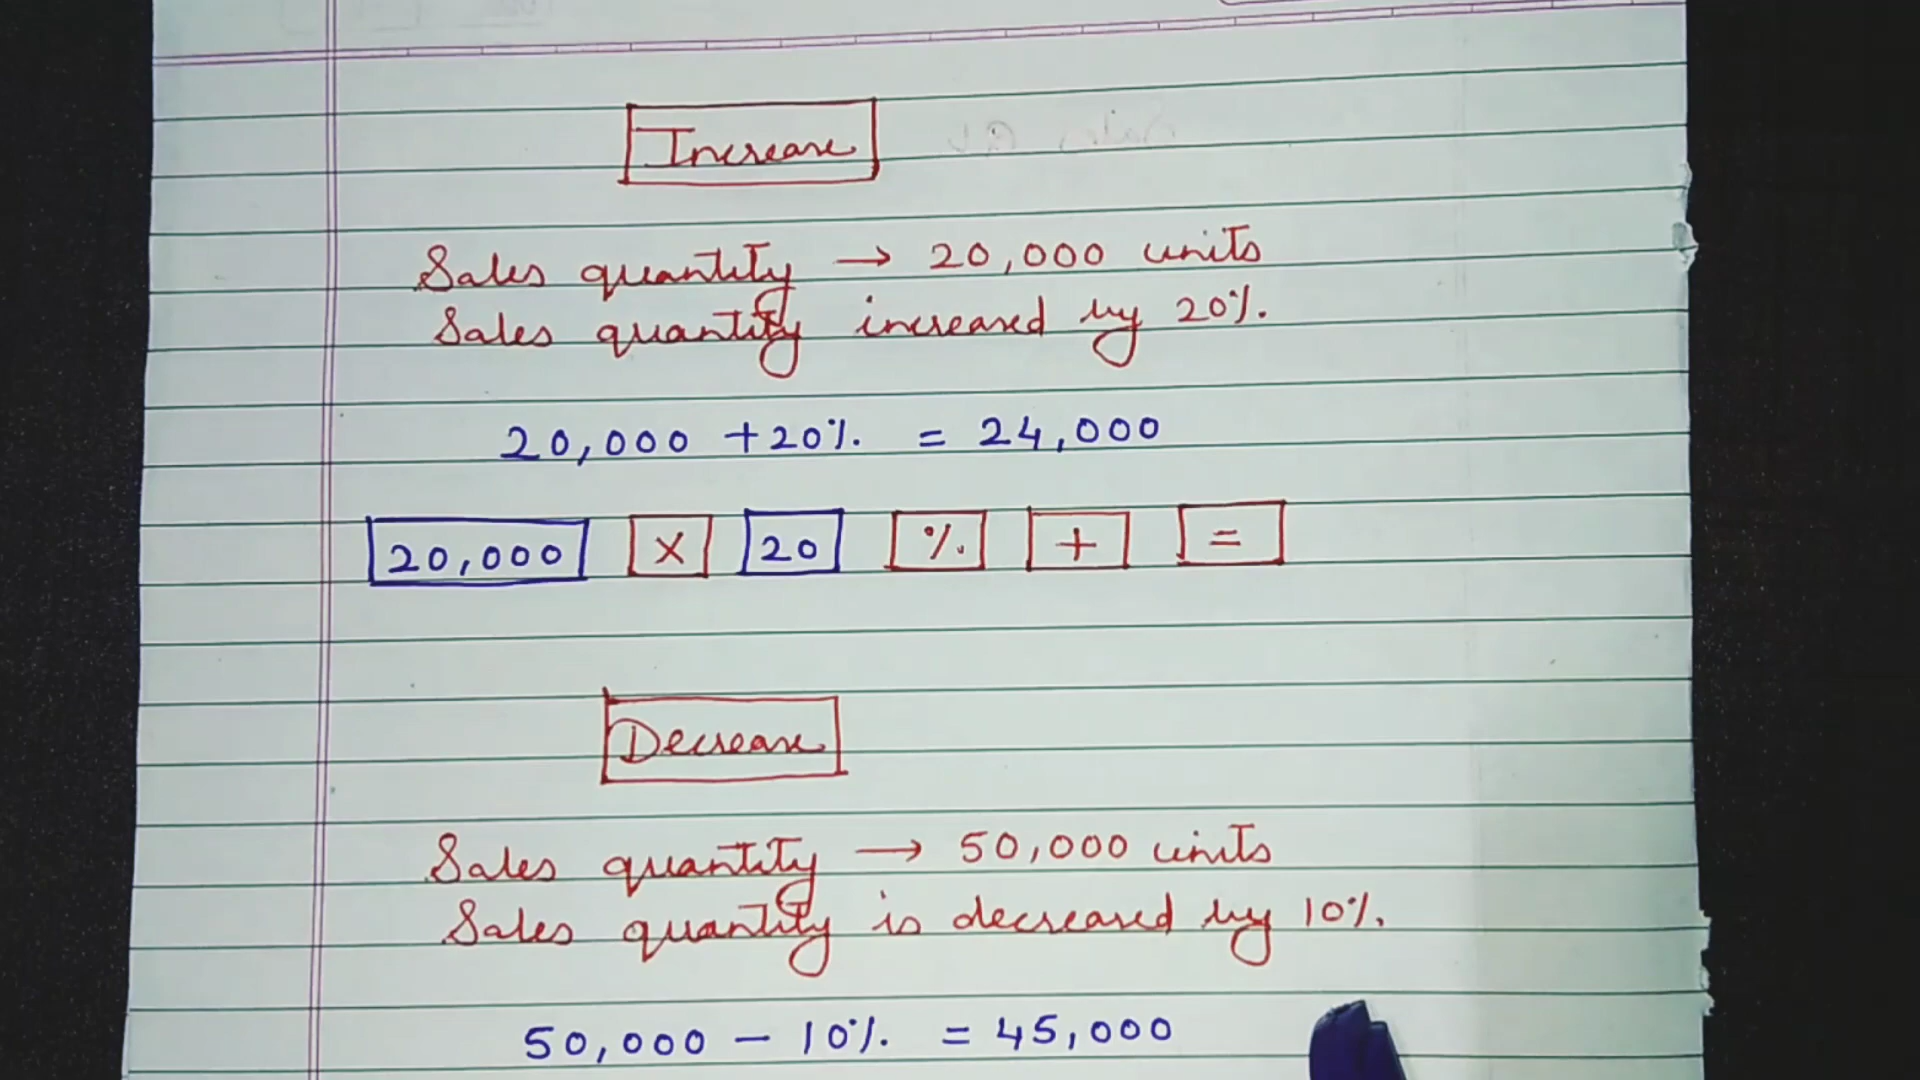 Increase
Sales quantity → 20,000 units
Sales quantity increased by 20%.
20,000 +20%. = 24,000
20,000 × 20 %. + =
Decrease
Sales quantity → 50,000 units
Sales quantity is decreased by 10%.
50,000 – 10%. = 45,000